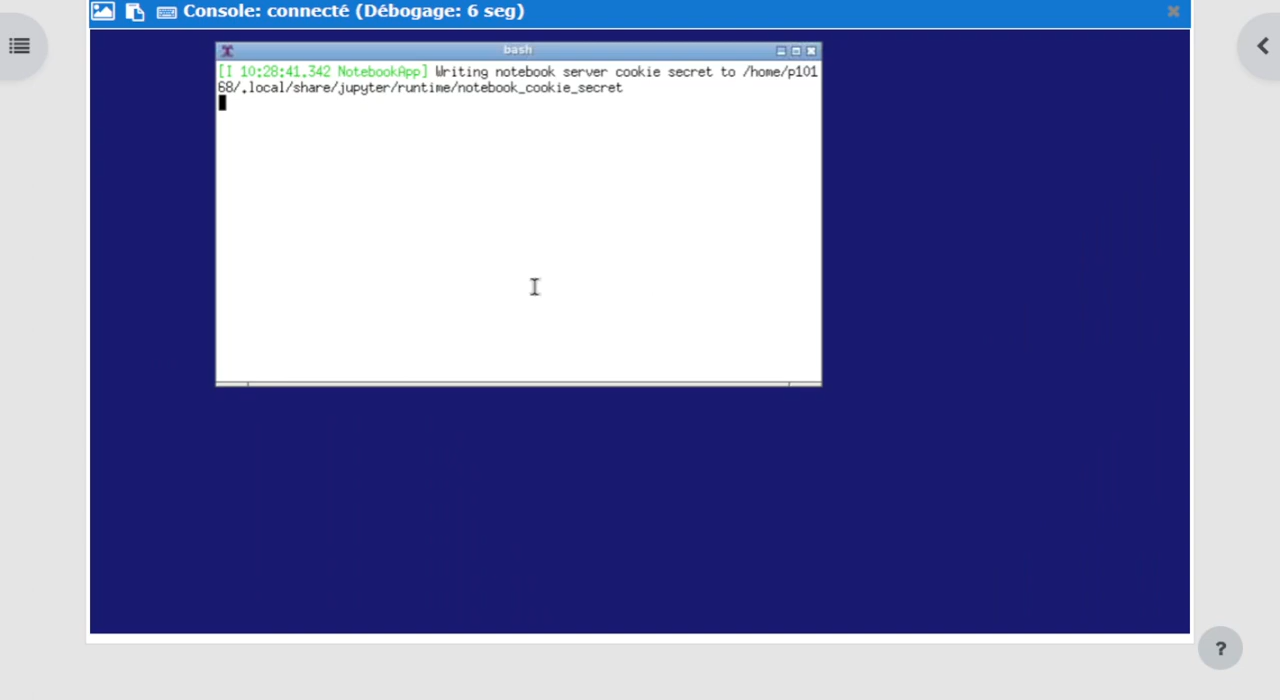 Console: connecté (Débogage: 6 seg)
bash
[I 10:28:41.342 NotebookApp] Writing notebook server cookie secret to /home/p101
68/.local/share/jupyter/runtime/notebook_cookie_secret
?